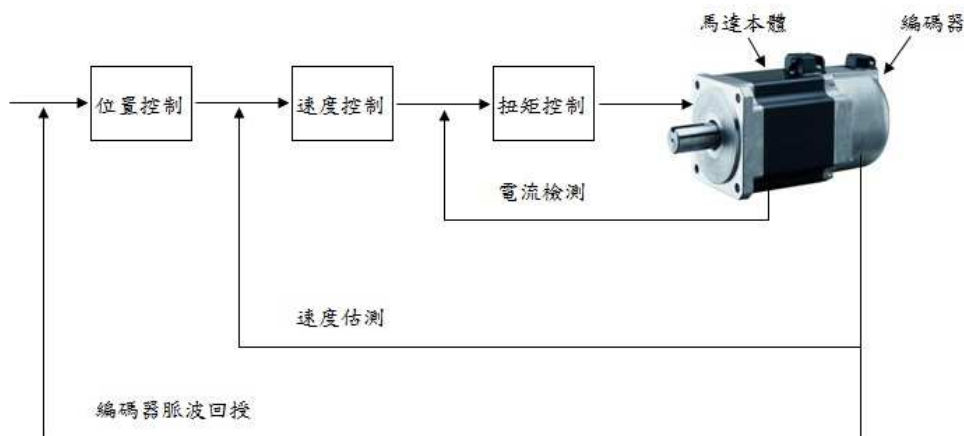 馬達本體
編碼器
位置控制
速度控制
扭矩控制
電流檢測
速度估測
編碼器脈波回授